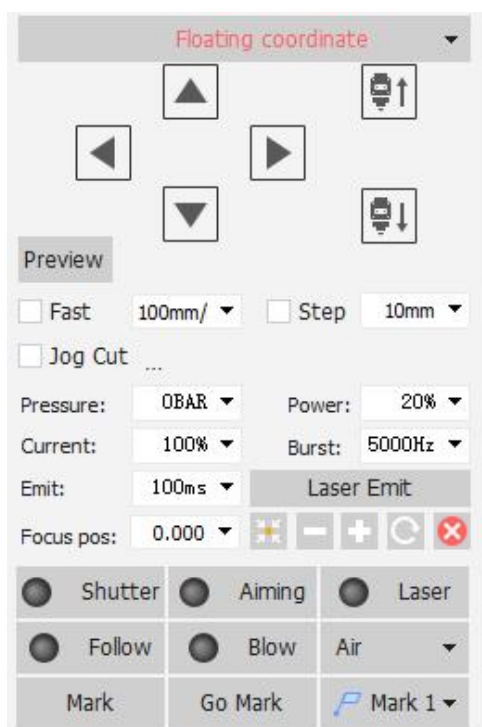 Floating coordinate
Preview
Fast 100mm/ Step 10mm
Jog Cut ...
Pressure: 0BAR Power: 20%
Current: 100% Burst: 5000Hz
Emit: 100ms Laser Emit
Focus pos: 0.000
Shutter Aiming Laser
Follow Blow Air
Mark Go Mark Mark 1